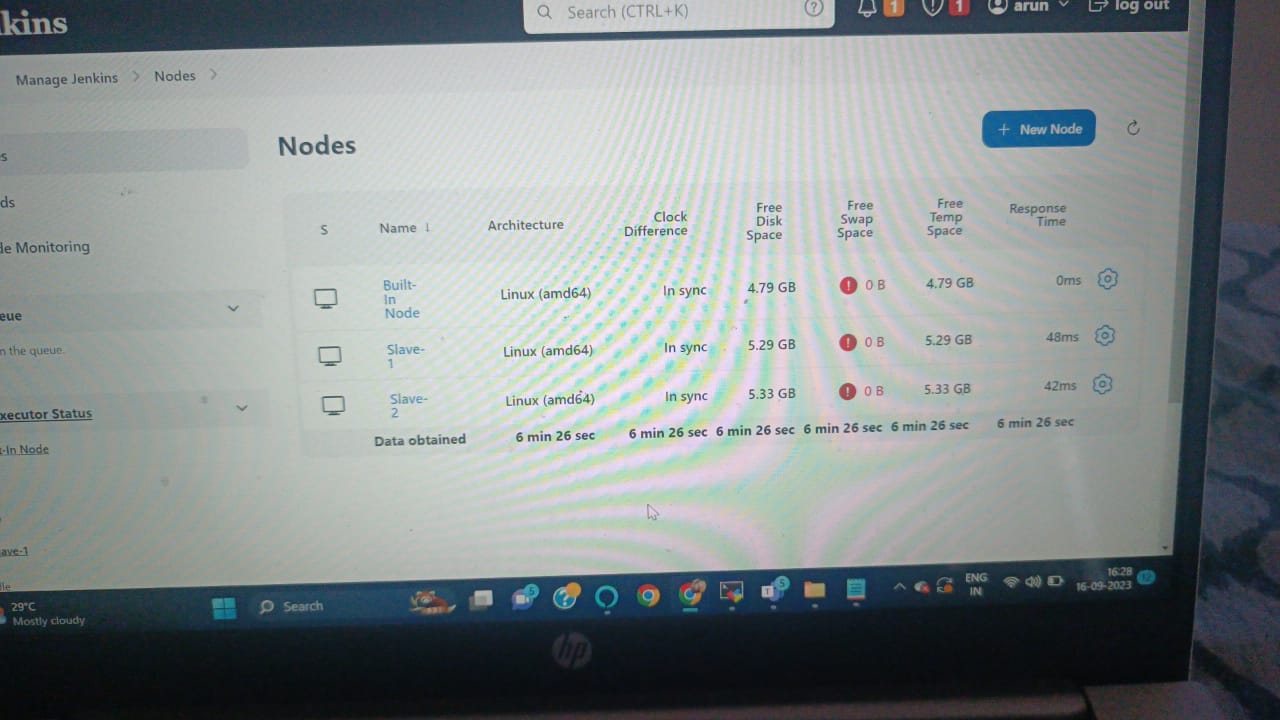 kins
Search (CTRL+K)
?
1
1
arun
log out
Manage Jenkins > Nodes >
s
ds
de Monitoring
eue
n the queue.
xecutor Status
-In Node
ave-1
Nodes
+ New Node
S Name ↓ Architecture Clock Difference Free Disk Space Free Swap Space Free Temp Space Response Time
Built-In Node Linux (amd64) In sync 4.79 GB ! 0 B 4.79 GB 0ms
Slave-1 Linux (amd64) In sync 5.29 GB ! 0 B 5.29 GB 48ms
Slave-2 Linux (amd64) In sync 5.33 GB ! 0 B 5.33 GB 42ms
Data obtained 6 min 26 sec 6 min 26 sec 6 min 26 sec 6 min 26 sec 6 min 26 sec 6 min 26 sec
29°C
Mostly cloudy
Search
5
5
ENG
IN
16:28
16-09-2023
12
hp